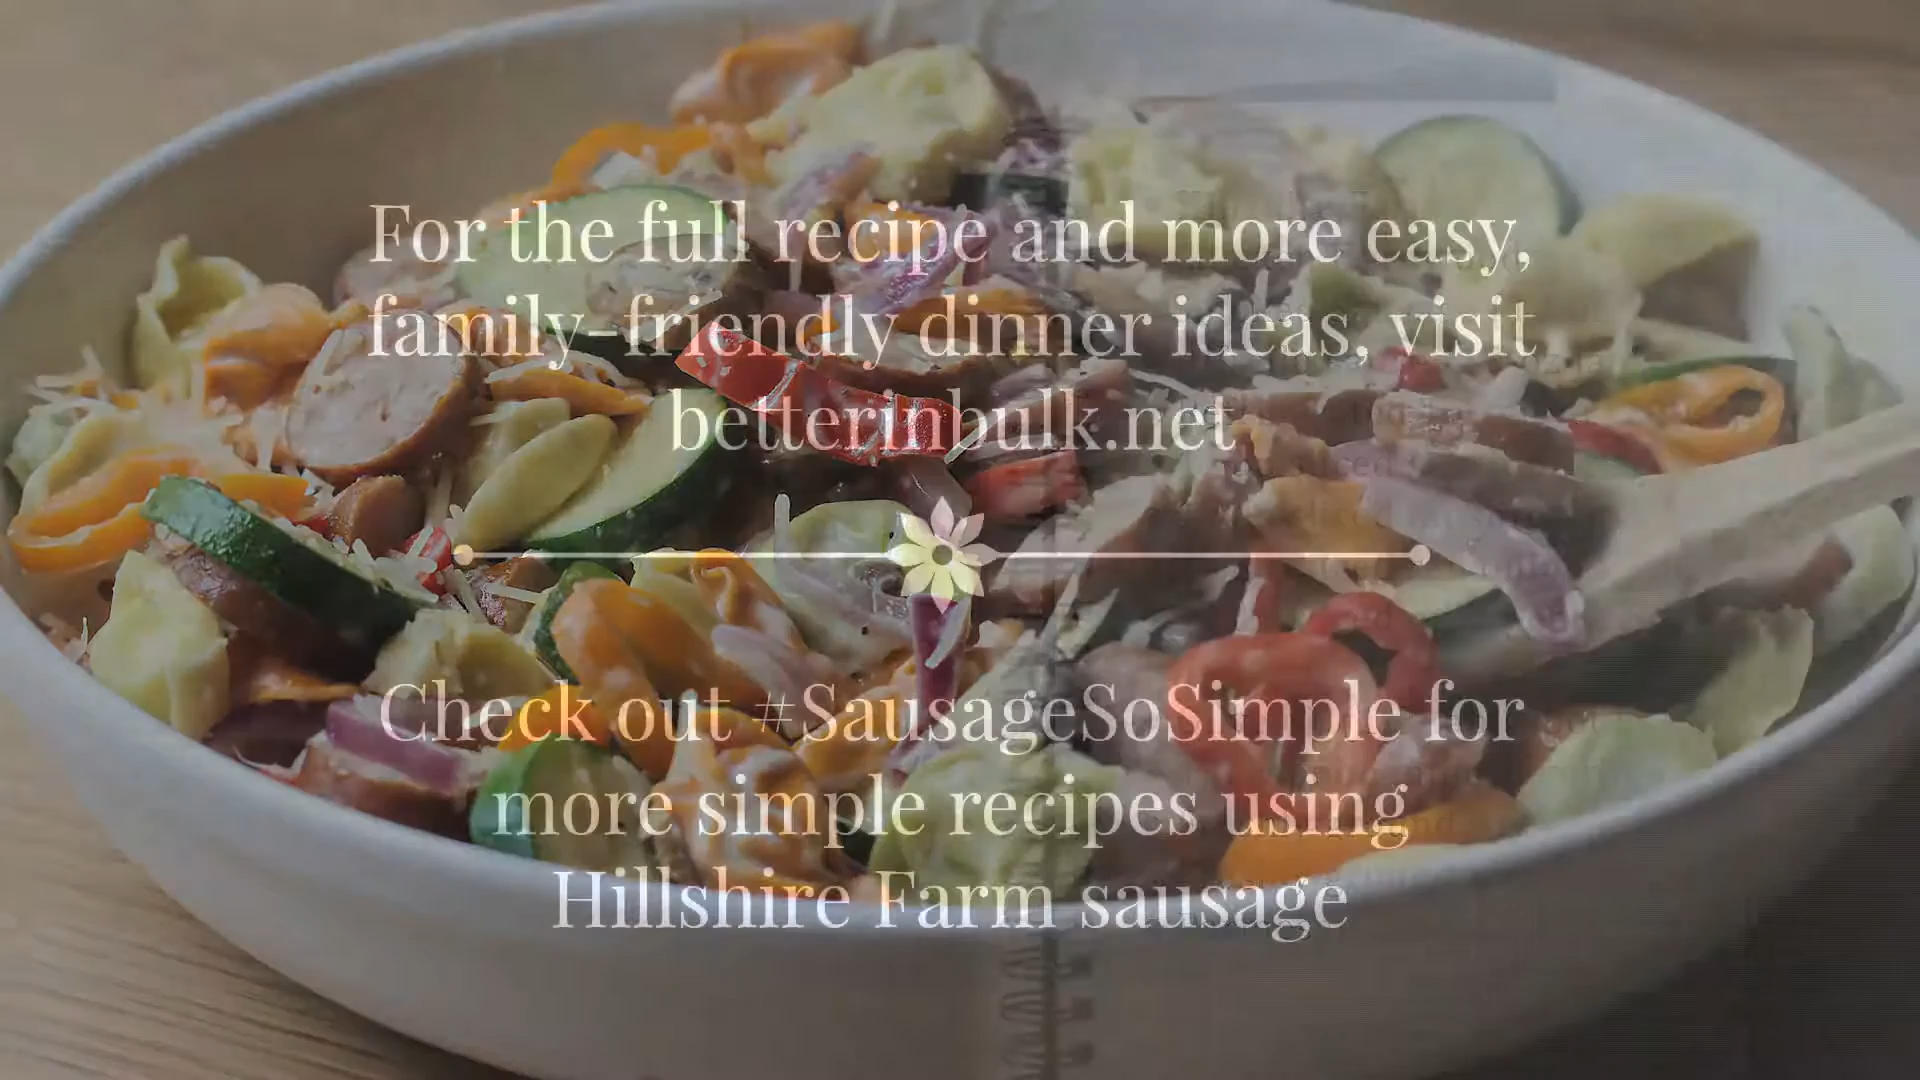 For the full recipe and more easy,
family-friendly dinner ideas, visit
betterinbulk.net
Check out #SausageSoSimple for
more simple recipes using
Hillshire Farm sausage